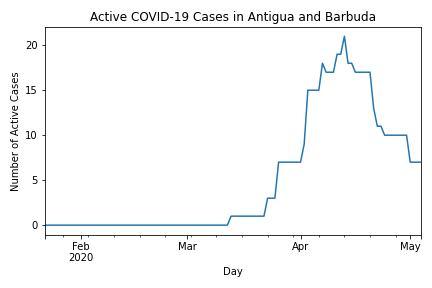 Active COVID-19 Cases in Antigua and Barbuda
Number of Active Cases
20
15
10
5
0
Feb Mar Apr May
2020
Day